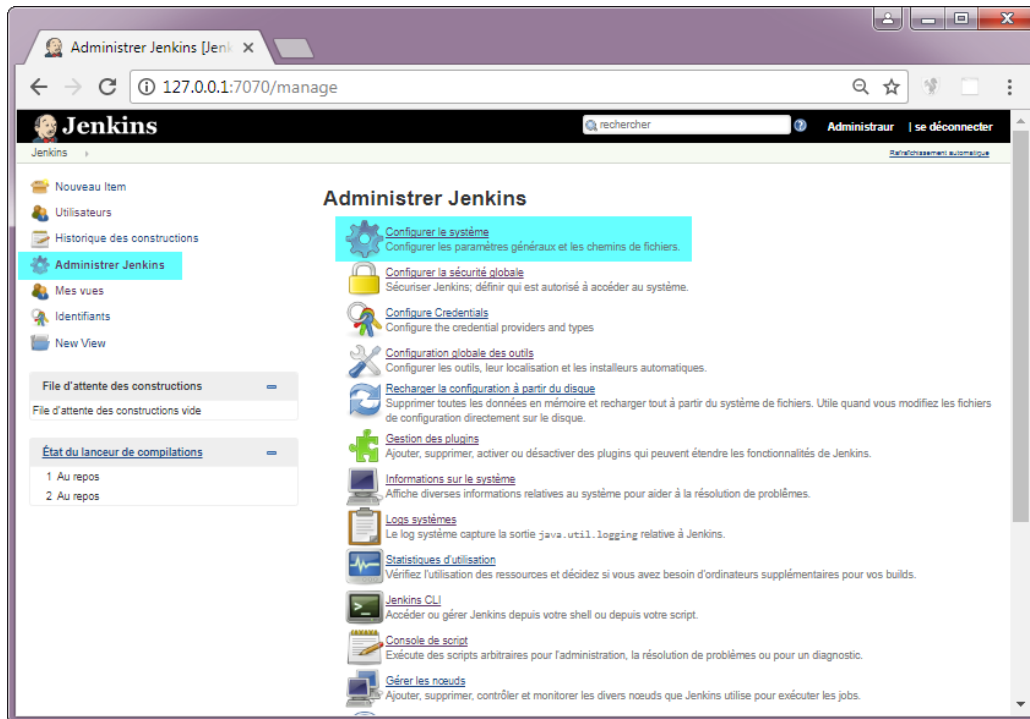 Administrer Jenkins [Jenk
127.0.0.1:7070/manage
Jenkins
rechercher
Administraur | se déconnecter
Jenkins
Rafraîchissement automatique
Nouveau Item
Utilisateurs
Historique des constructions
Administrer Jenkins
Mes vues
Identifiants
New View
File d'attente des constructions
File d'attente des constructions vide
État du lanceur de compilations
1 Au repos
2 Au repos
Administrer Jenkins
Configurer le système
Configurer les paramètres généraux et les chemins de fichiers.
Configurer la sécurité globale
Sécuriser Jenkins; définir qui est autorisé à accéder au système.
Configure Credentials
Configure the credential providers and types
Configuration globale des outils
Configurer les outils, leur localisation et les installeurs automatiques.
Recharger la configuration à partir du disque
Supprimer toutes les données en mémoire et recharger tout à partir du système de fichiers. Utile quand vous modifiez les fichiers
de configuration directement sur le disque.
Gestion des plugins
Ajouter, supprimer, activer ou désactiver des plugins qui peuvent étendre les fonctionnalités de Jenkins.
Informations sur le système
Affiche diverses informations relatives au système pour aider à la résolution de problèmes.
Logs systèmes
Le log système capture la sortie java.util.logging relative à Jenkins.
Statistiques d'utilisation
Vérifiez l'utilisation des ressources et décidez si vous avez besoin d'ordinateurs supplémentaires pour vos builds.
Jenkins CLI
Accéder ou gérer Jenkins depuis votre shell ou depuis votre script.
Console de script
Exécute des scripts arbitraires pour l'administration, la résolution de problèmes ou pour un diagnostic.
Gérer les nœuds
Ajouter, supprimer, contrôler et monitorer les divers nœuds que Jenkins utilise pour exécuter les jobs.